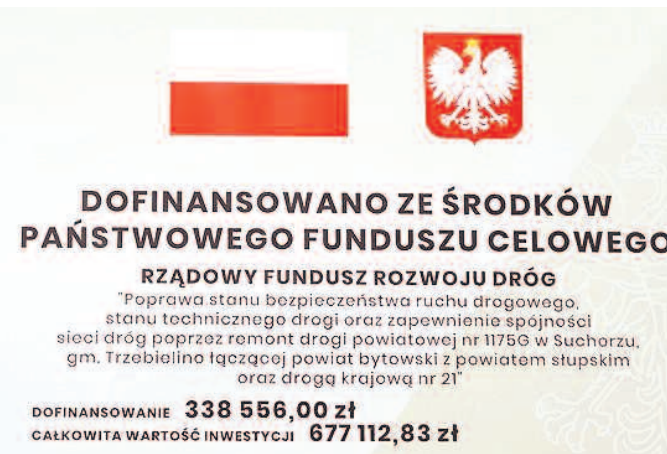 DOFINANSOWANO ZE ŚRODKÓW
PAŃSTWOWEGO FUNDUSZU CELOWEGO
RZĄDOWY FUNDUSZ ROZWOJU DRÓG
"Poprawa stanu bezpieczeństwa ruchu drogowego,
stanu technicznego drogi oraz zapewnienie spójności
sieci dróg poprzez remont drogi powiatowej nr 1175G w Suchorzu,
gm. Trzebielino łączącej powiat bytowski z powiatem słupskim
oraz drogą krajową nr 21"
DOFINANSOWANIE 338 556,00 zł
CAŁKOWITA WARTOŚĆ INWESTYCJI 677 112,83 zł